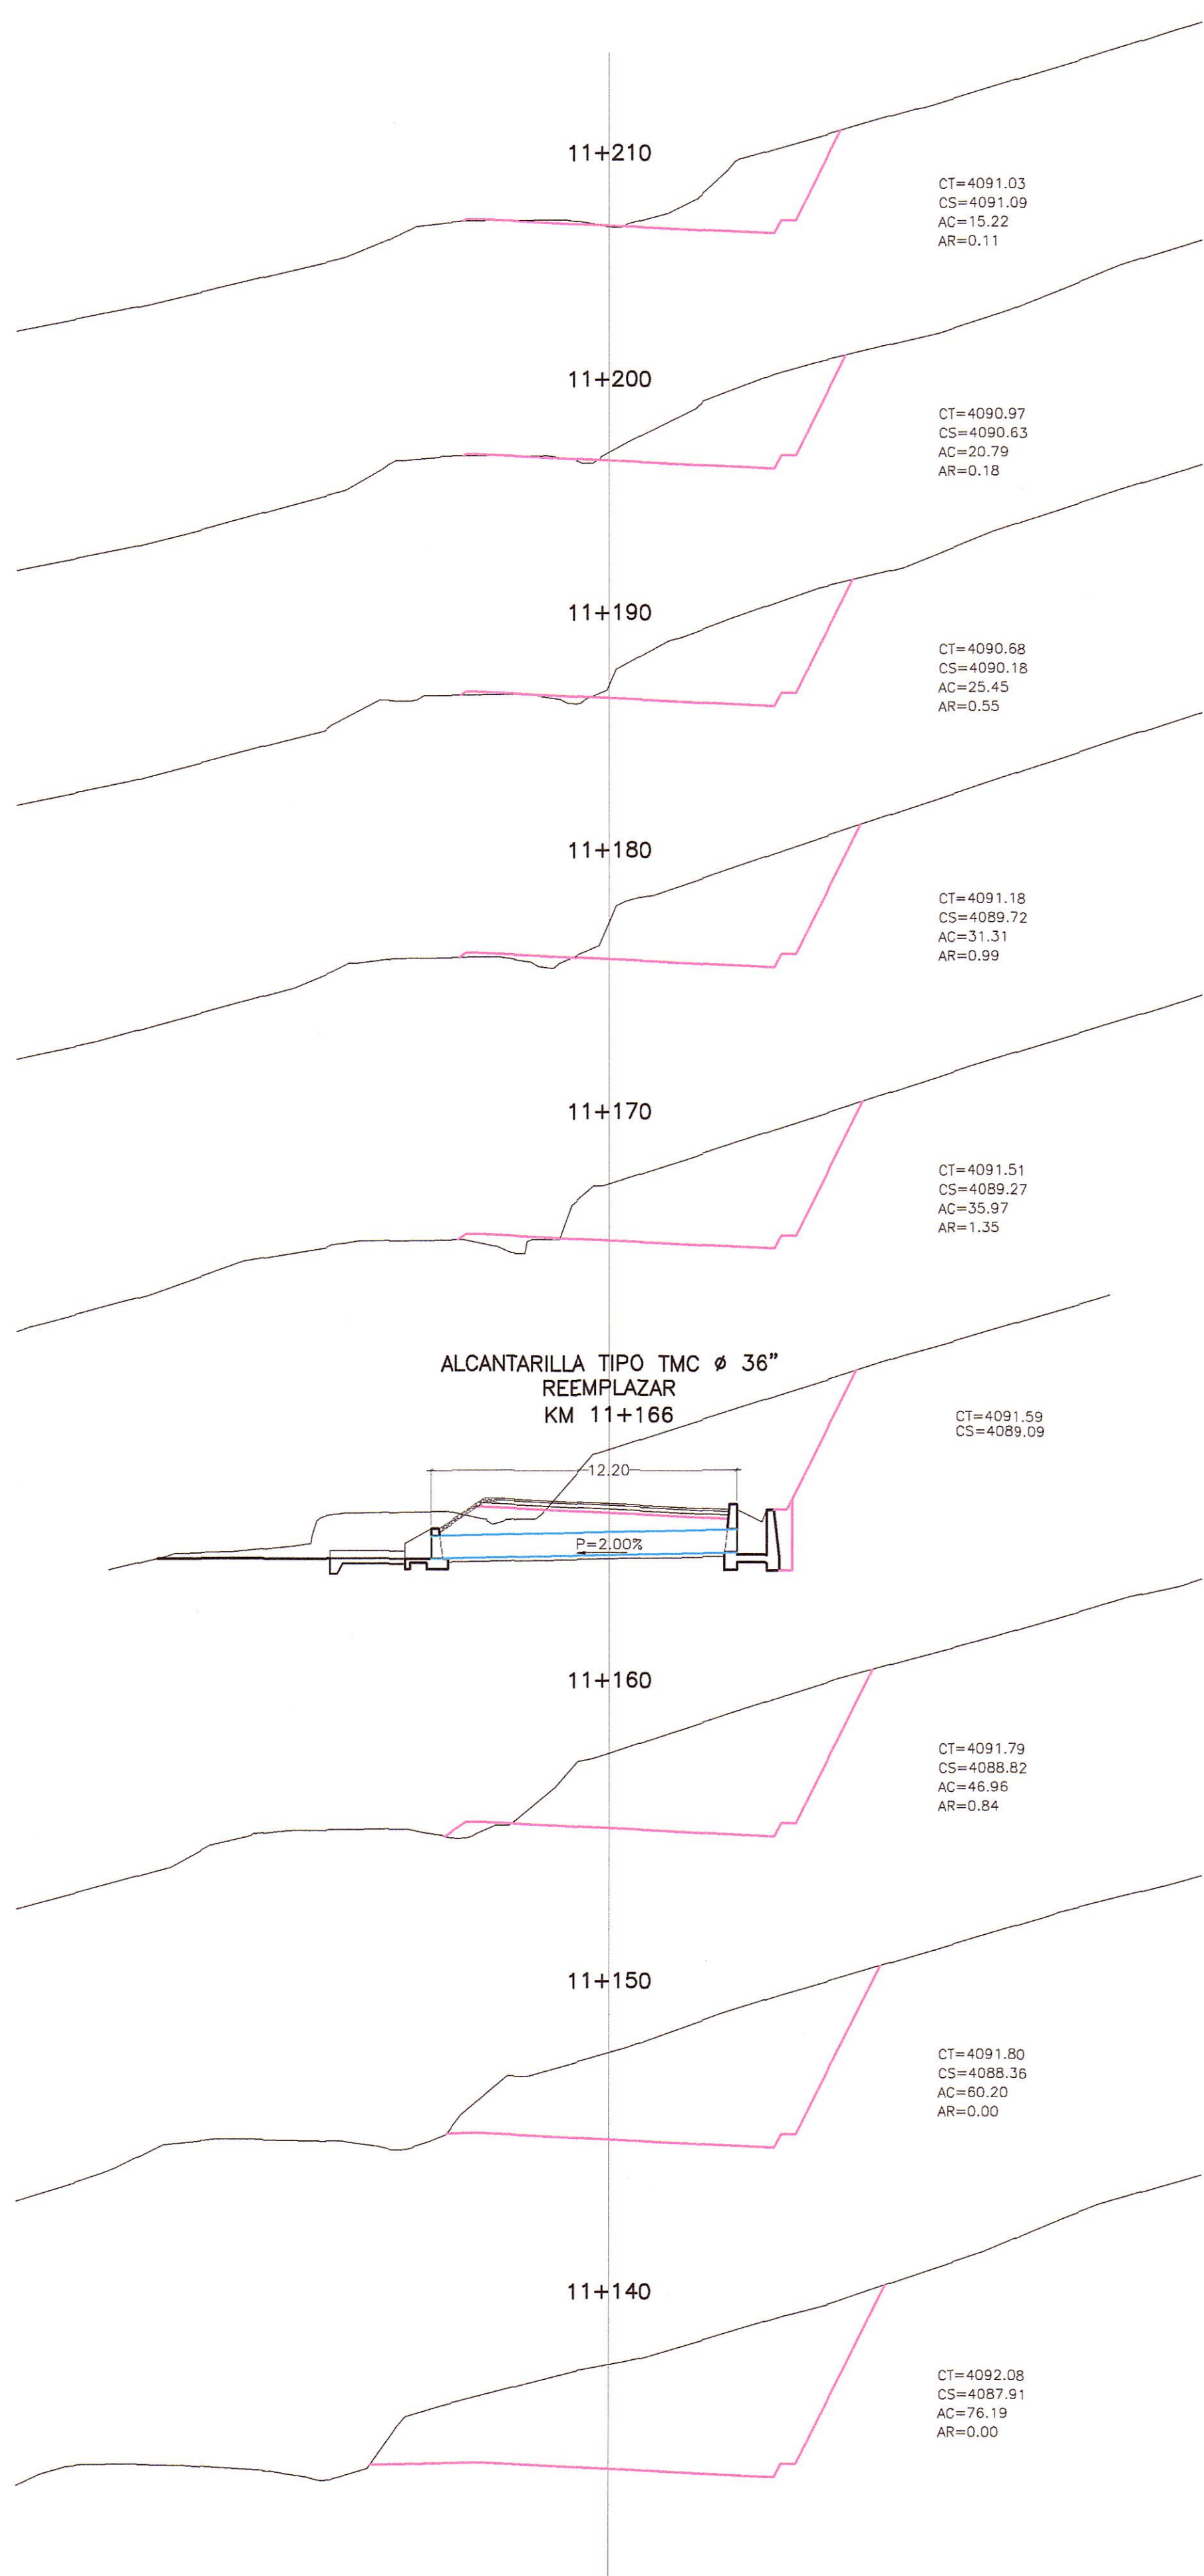 11+210
CT=4091.03
CS=4091.09
AC=15.22
AR=0.11
11+200
CT=4090.97
CS=4090.63
AC=20.79
AR=0.18
11+190
CT=4090.68
CS=4090.18
AC=25.45
AR=0.55
11+180
CT=4091.18
CS=4089.72
AC=31.31
AR=0.99
11+170
CT=4091.51
CS=4089.27
AC=35.97
AR=1.35
ALCANTARILLA TIPO TMC ø 36"
REEMPLAZAR
KM 11+166
CT=4091.59
CS=4089.09
12.20
P=2.00%
11+160
CT=4091.79
CS=4088.82
AC=46.96
AR=0.84
11+150
CT=4091.80
CS=4088.36
AC=60.20
AR=0.00
11+140
CT=4092.08
CS=4087.91
AC=76.19
AR=0.00